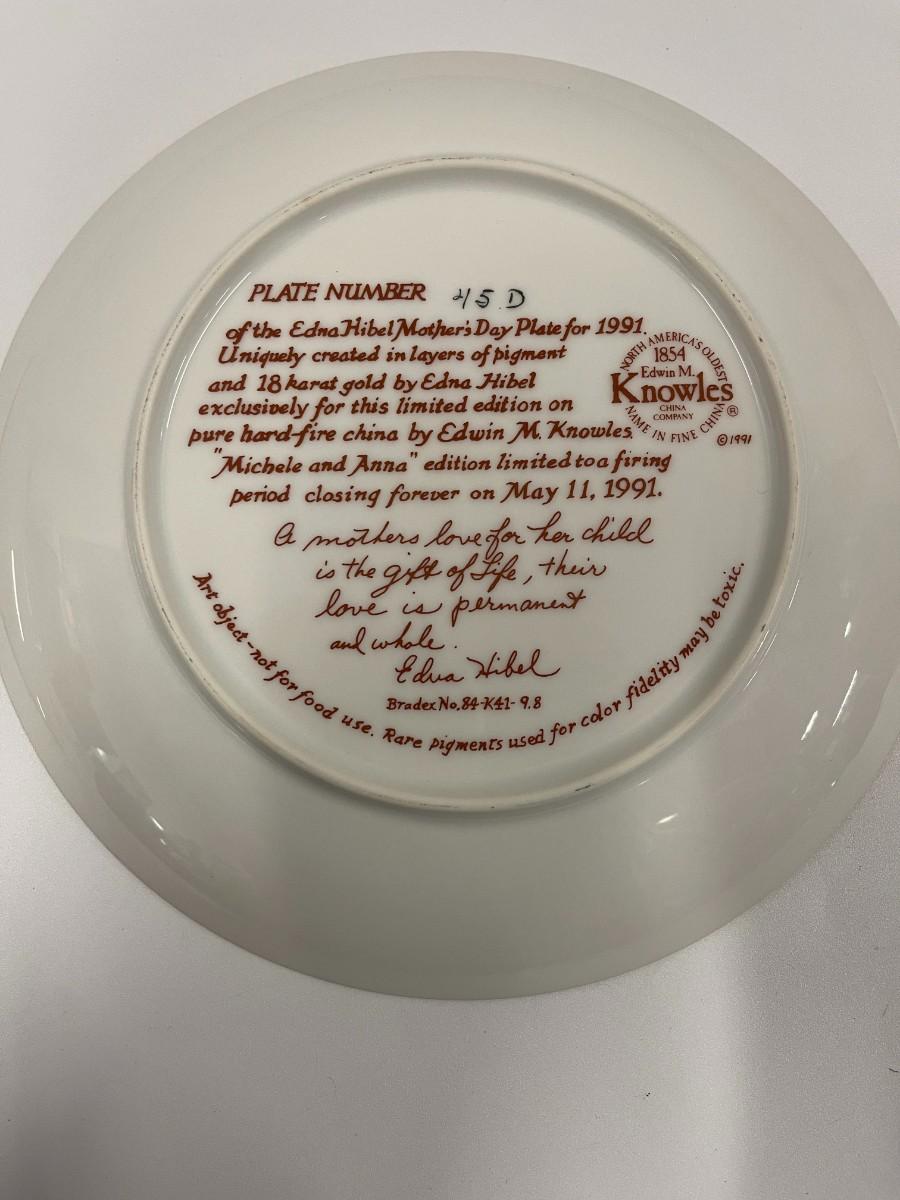 PLATE NUMBER 45 D
of the Edna Hibel Mother's Day Plate for 1991.
Uniquely created in layers of pigment
and 18 karat gold by Edna Hibel
exclusively for this limited edition on
pure hard-fire china by Edwin M. Knowles.
"Michele and Anna" edition limited to a firing
period closing forever on May 11, 1991.
NORTH AMERICA'S OLDEST
1854
Edwin M.
Knowles
CHINA
COMPANY
NAME IN FINE CHINA ®
©1991
A mothers love for her child
is the gift of Life, their
love is permanent
and whole.
Edna Hibel
Bradex No. 84-K41-9.8
Art object-not for food use. Rare pigments used for color fidelity may be toxic.